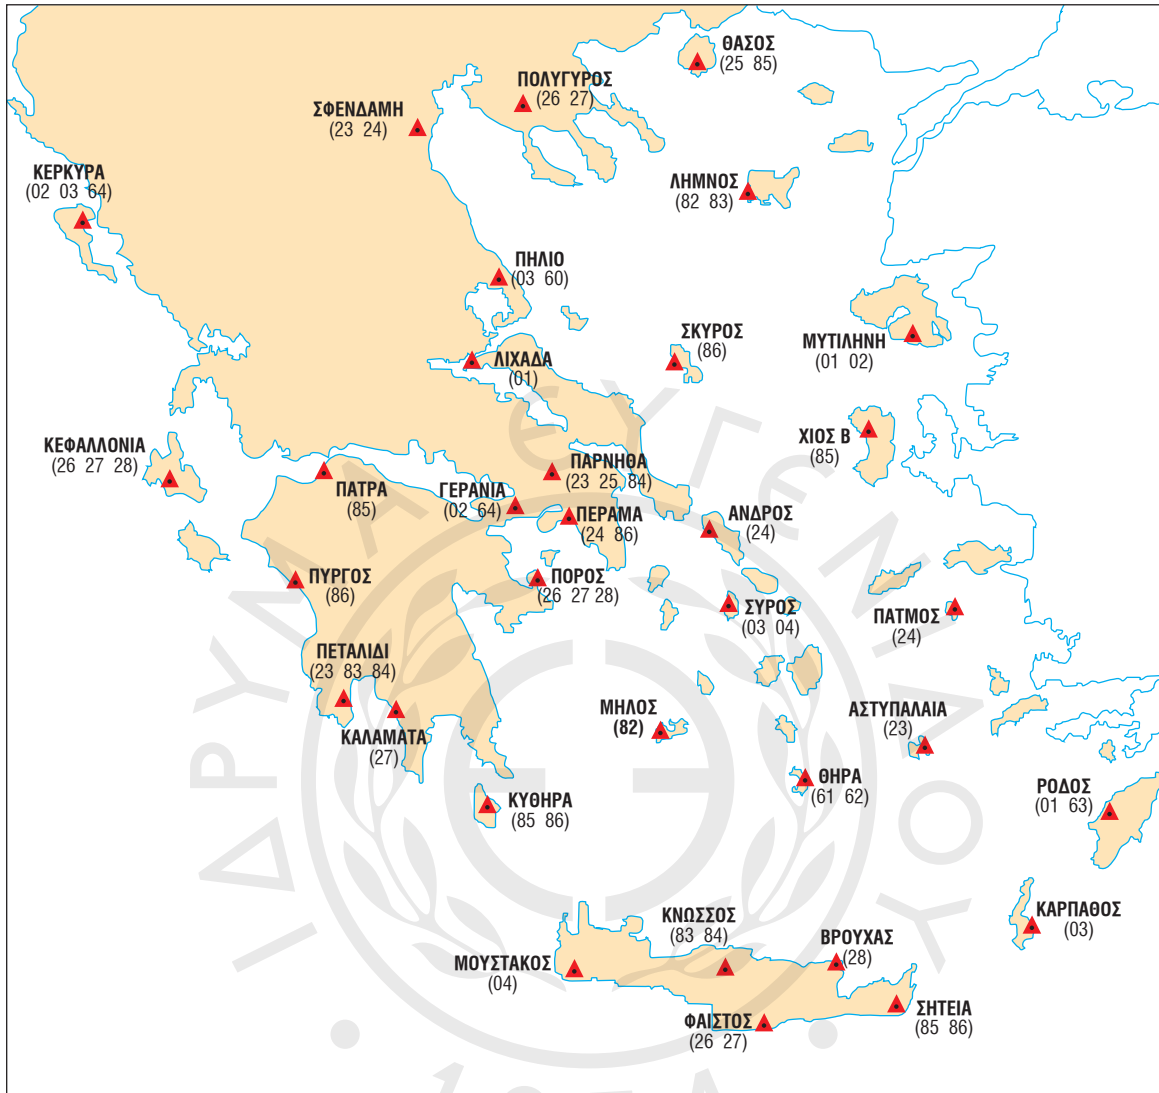 ΘΑΣΟΣ
(25 85)
ΠΟΛΥΓΥΡΟΣ
(26 27)
ΣΦΕΝΔΑΜΗ
(23 24)
ΚΕΡΚΥΡΑ
(02 03 64)
ΛΗΜΝΟΣ
(82 83)
ΠΗΛΙΟ
(03 60)
ΣΚΥΡΟΣ
(86)
ΜΥΤΙΛΗΝΗ
(01 02)
ΛΙΧΑΔΑ
(01)
ΧΙΟΣ Β
(85)
ΚΕΦΑΛΛΟΝΙΑ
(26 27 28)
ΠΑΤΡΑ
(85)
ΓΕΡΑΝΙΑ
(02 64)
ΠΑΡΝΗΘΑ
(23 25 84)
ΠΕΡΑΜΑ
(24 86)
ΑΝΔΡΟΣ
(24)
ΠΥΡΓΟΣ
(86)
ΠΟΡΟΣ
(26 27 28)
ΣΥΡΟΣ
(03 04)
ΠΑΤΜΟΣ
(24)
ΠΕΤΑΛΙΔΙ
(23 83 84)
ΚΑΛΑΜΑΤΑ
(27)
ΜΗΛΟΣ
(82)
ΑΣΤΥΠΑΛΑΙΑ
(23)
ΘΗΡΑ
(61 62)
ΡΟΔΟΣ
(01 63)
ΚΥΘΗΡΑ
(85 86)
ΚΑΡΠΑΘΟΣ
(03)
ΚΝΩΣΣΟΣ
(83 84)
ΒΡΟΥΧΑΣ
(28)
ΜΟΥΣΤΑΚΟΣ
(04)
ΦΑΙΣΤΟΣ
(26 27)
ΣΗΤΕΙΑ
(85 86)
ΙΔΡΥΜΑ ΕΥΓΕΝΙΔΟΥ